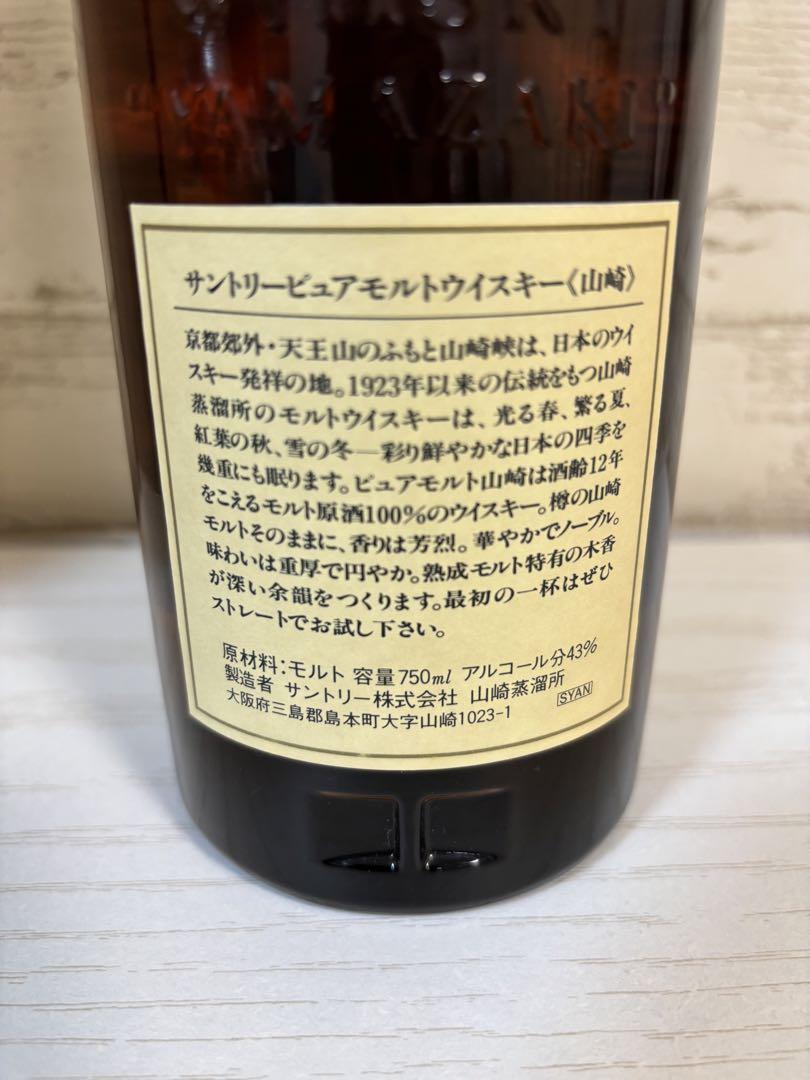 "YAMAZAKI"
サントリーピュアモルトウイスキー《山崎》
京都郊外・天王山のふもと山崎峡は、日本のウイ
スキー発祥の地。1923年以来の伝統をもつ山崎
蒸溜所のモルトウイスキーは、光る春、繁る夏、
紅葉の秋、雪の冬―彩り鮮やかな日本の四季を
幾重にも眠ります。ピュアモルト山崎は酒齢12年
をこえるモルト原酒100%のウイスキー。樽の山崎
モルトそのままに、香りは芳烈。華やかでノーブル。
味わいは重厚で円やか。熟成モルト特有の木香
が深い余韻をつくります。最初の一杯はぜひ
ストレートでお試し下さい。
原材料:モルト 容量750ml アルコール分43%
製造者 サントリー株式会社 山崎蒸溜所
大阪府三島郡島本町大字山崎1023-1 SYAN